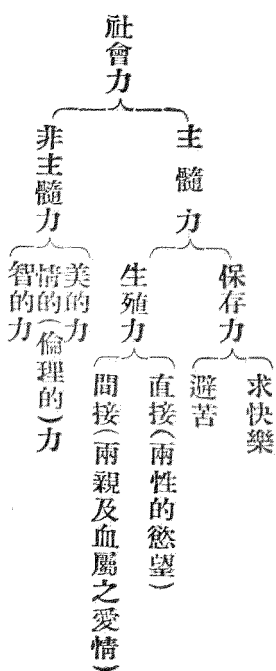 社會力
主髓力
保存力
求快樂
避苦
生殖力
直接(兩性的慾望)
間接(兩親及血屬之愛情)
非主髓力
美的力
情的(倫理的)力
智的力